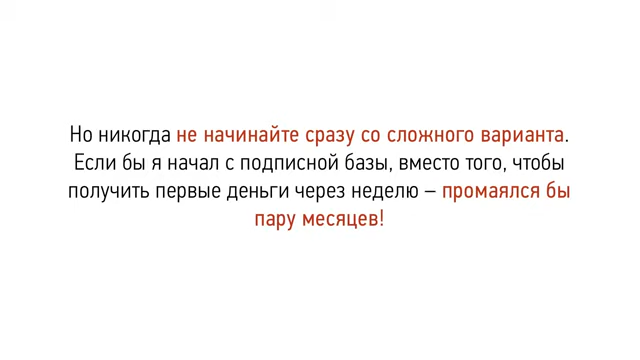 Но никогда не начинайте сразу со сложного варианта.
Если бы я начал с подписной базы, вместо того, чтобы
получить первые деньги через неделю – промаялся бы
пару месяцев!